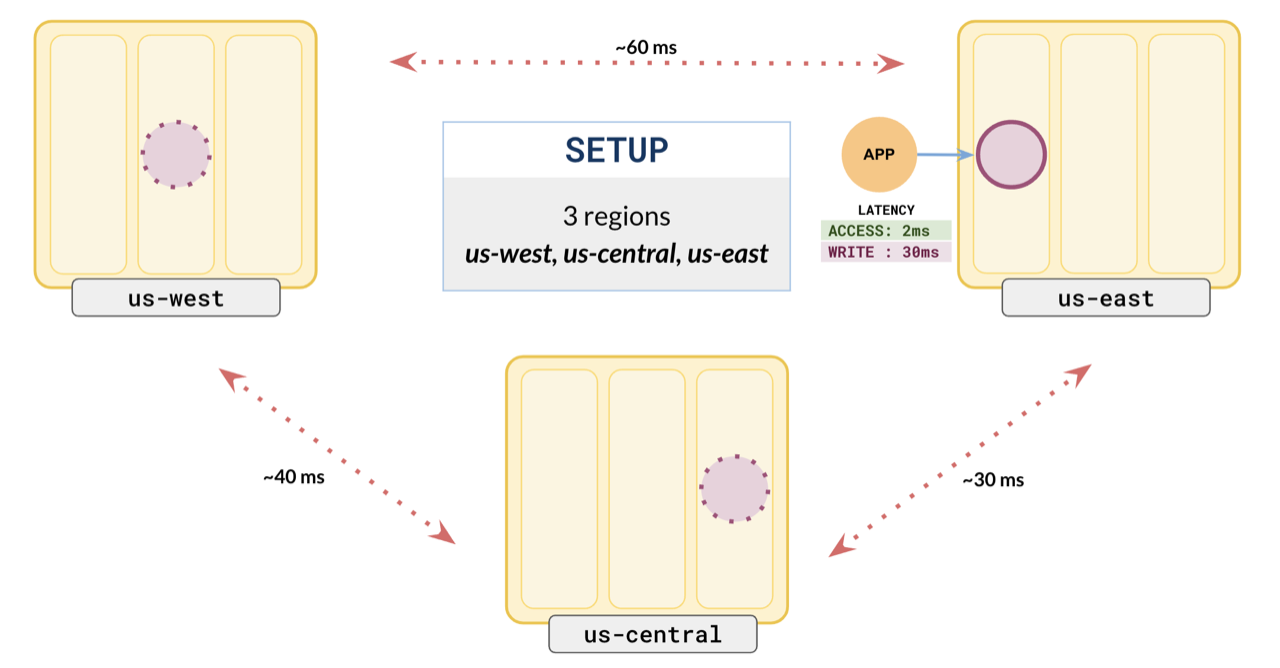 ~60 ms
SETUP
3 regions
us-west, us-central, us-east
APP
LATENCY
ACCESS: 2ms
WRITE : 30ms
us-west
us-east
~40 ms
~30 ms
us-central